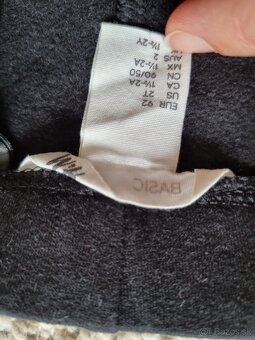 BASIC
EUR 92
US 2T
CA 1½-2A
CN 90/50
MX 1½-2A
AUS 2
1½-2Y